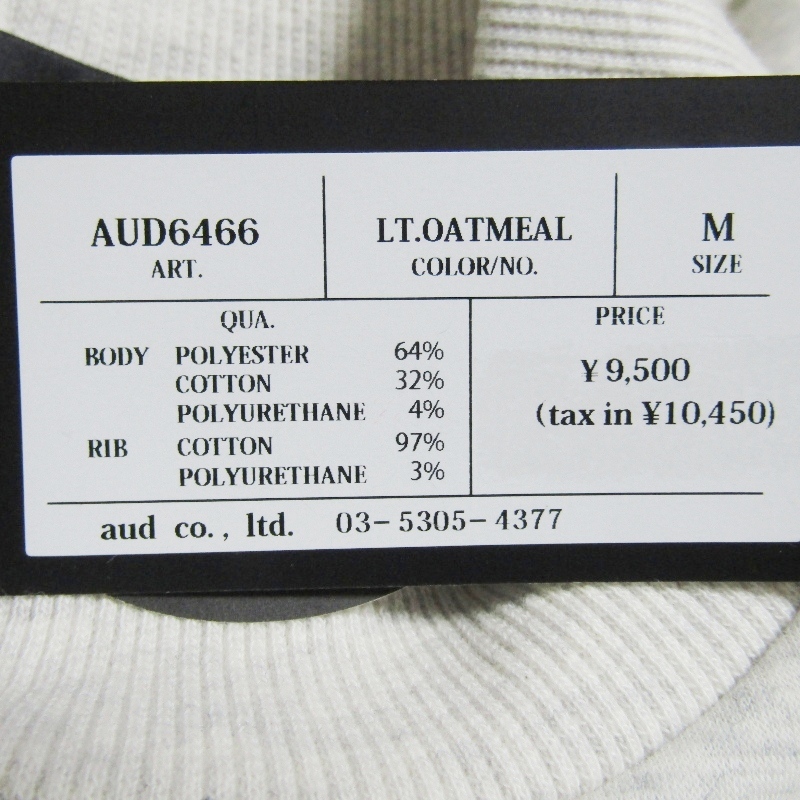 AUD6466 LT.OATMEAL M
ART. COLOR/NO. SIZE
QUA. PRICE
BODY POLYESTER 64%
COTTON 32%
POLYURETHANE 4%
RIB COTTON 97%
POLYURETHANE 3%
¥9,500
(tax in ¥10,450)
aud co., ltd. 03-5305-4377